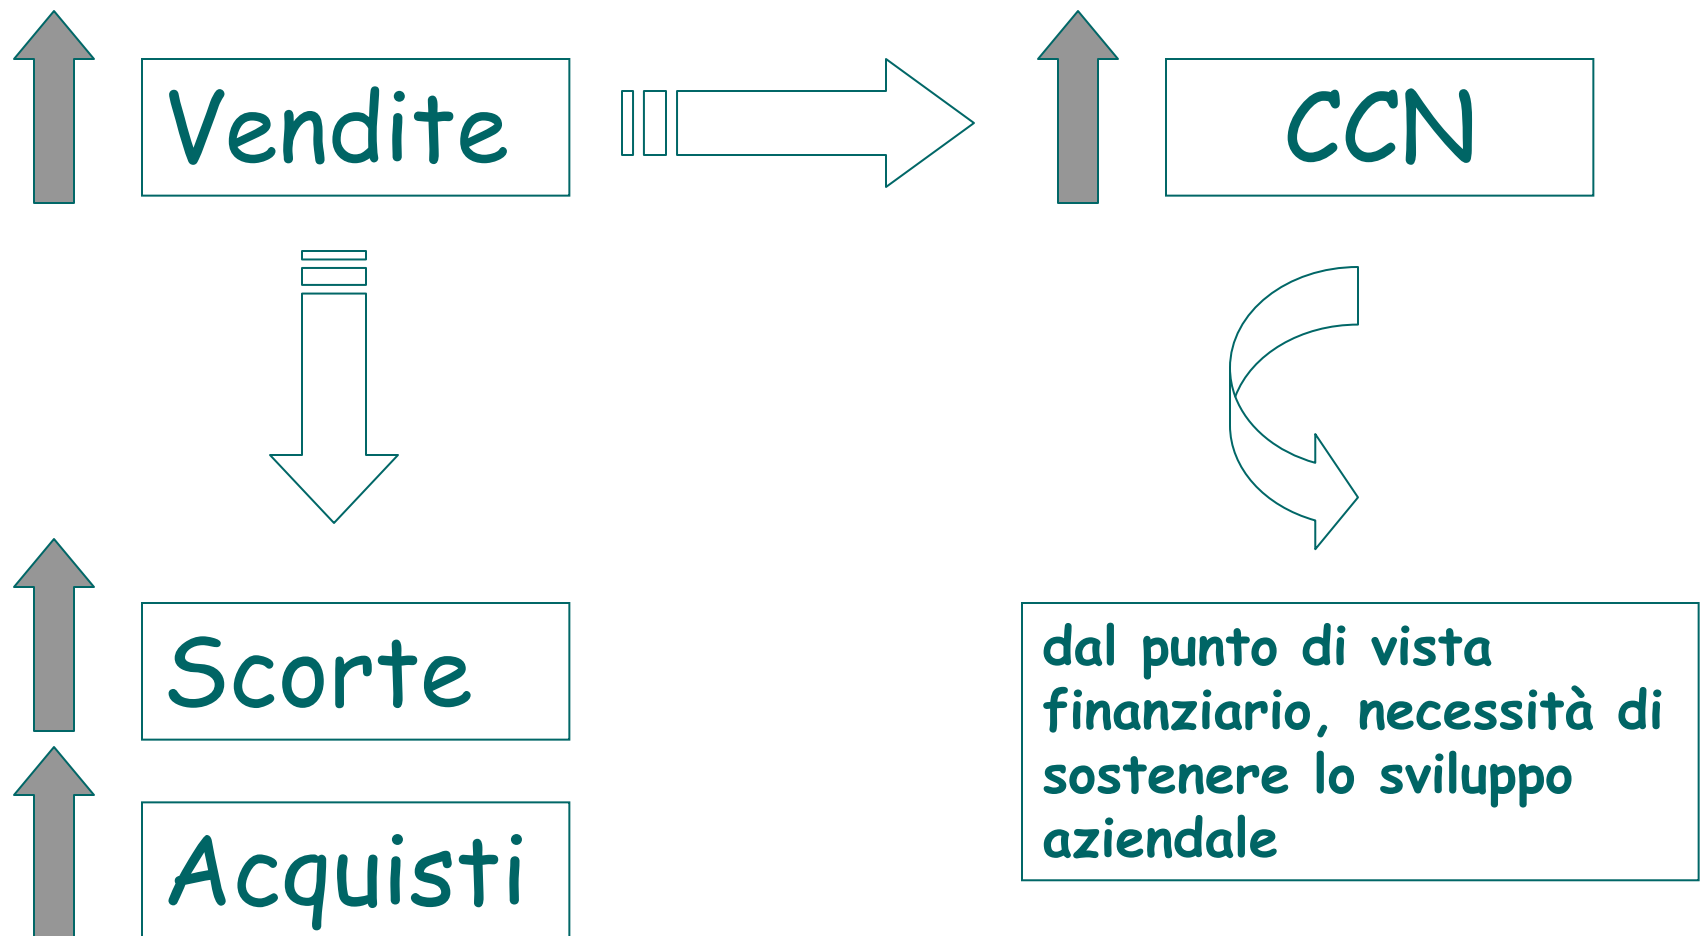 Vendite
CCN
Scorte
Acquisti
dal punto di vista
finanziario, necessità di
sostenere lo sviluppo
aziendale